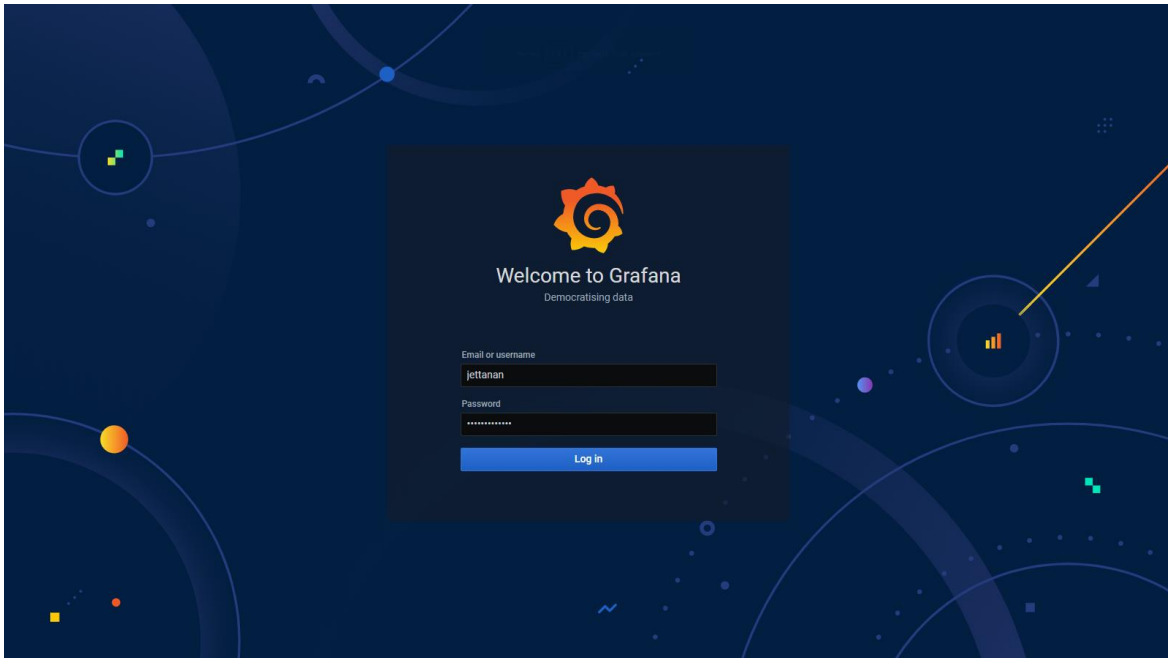 Welcome to Grafana
Democratising data
Email or username
jettanan
Password
•••••••••••••
Log in